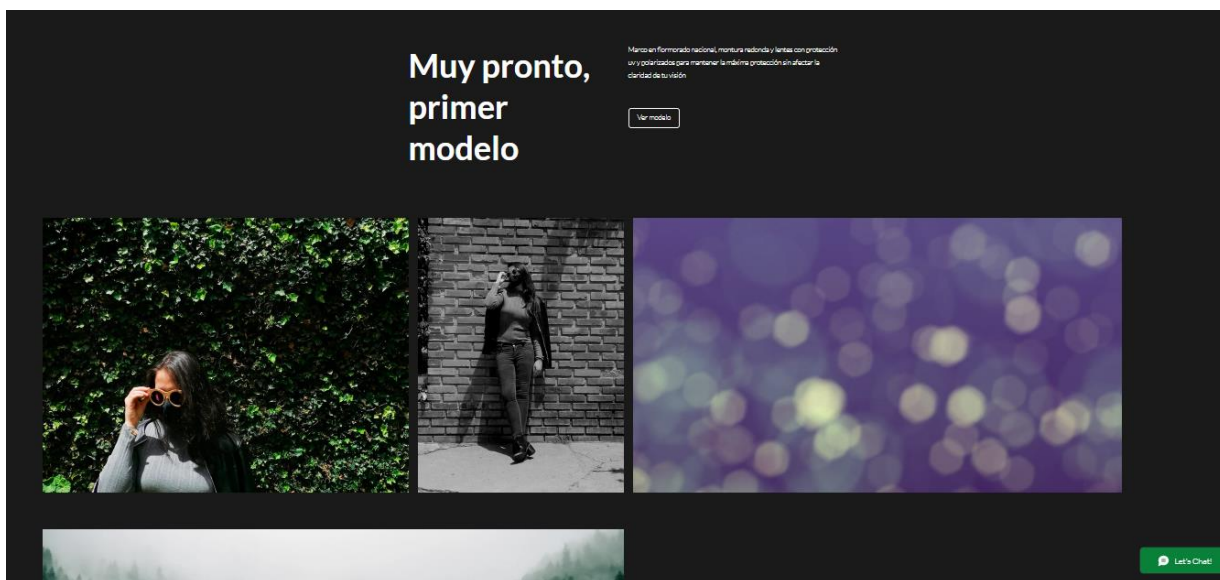 Muy pronto,
primer
modelo
Marco en flormorado nacional, montura redonda y lentes con protección
uv y polarizados para mantener la máxima protección sin afectar la
claridad de tu visión
Ver modelo
Let's Chat!